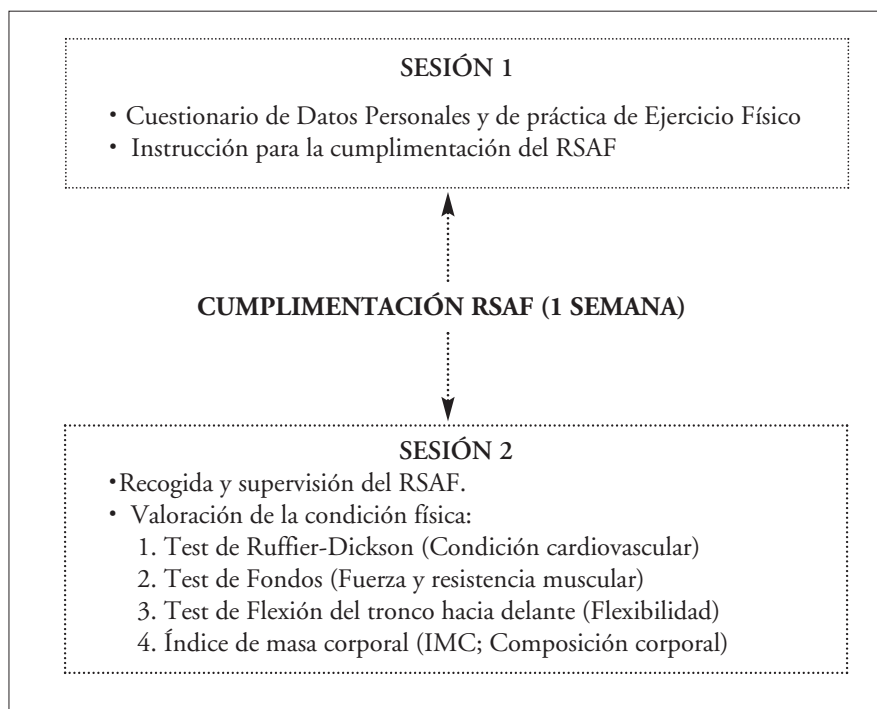 SESIÓN 1
• Cuestionario de Datos Personales y de práctica de Ejercicio Físico
• Instrucción para la cumplimentación del RSAF
CUMPLIMENTACIÓN RSAF (1 SEMANA)
SESIÓN 2
•Recogida y supervisión del RSAF.
• Valoración de la condición física:
1. Test de Ruffier-Dickson (Condición cardiovascular)
2. Test de Fondos (Fuerza y resistencia muscular)
3. Test de Flexión del tronco hacia delante (Flexibilidad)
4. Índice de masa corporal (IMC; Composición corporal)